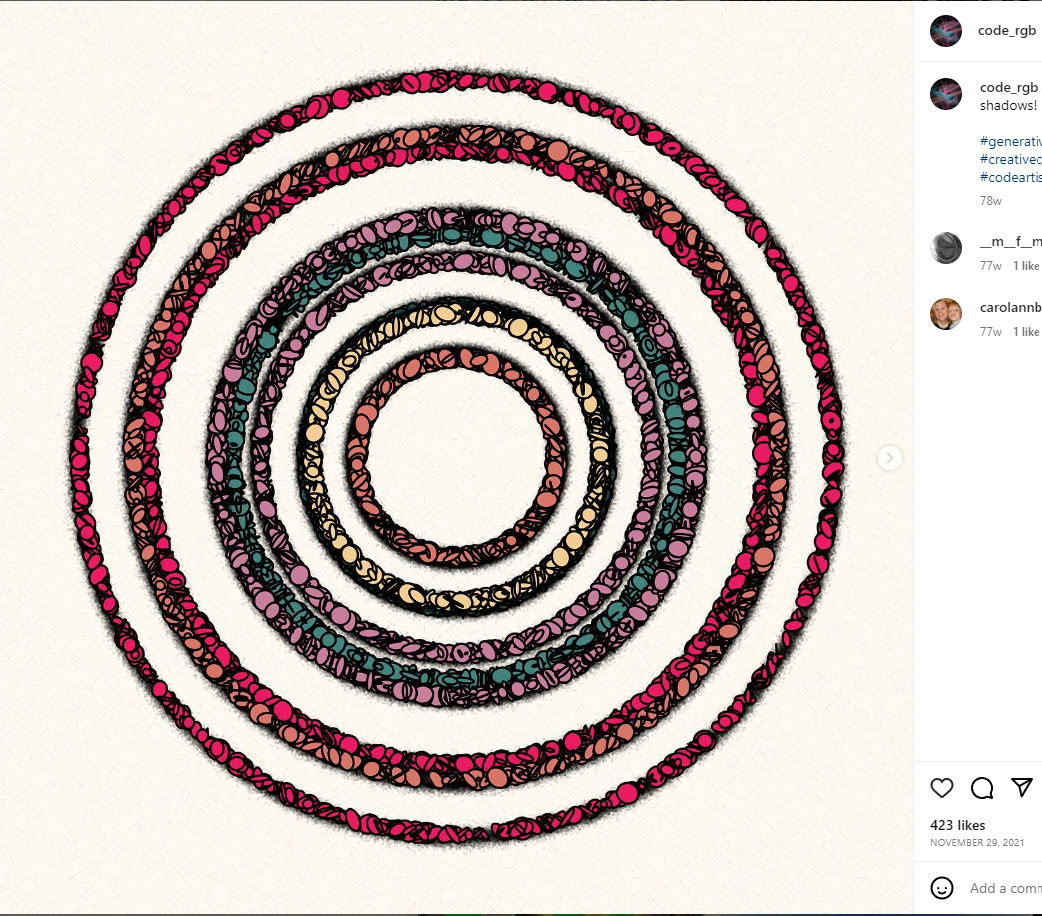 code_rgb
code_rgb
shadows!
#generativ
#creativec
#codeartis
78w
__m__f__m
77w 1 like
carolannb
77w 1 like
423 likes
NOVEMBER 29, 2021
Add a comm